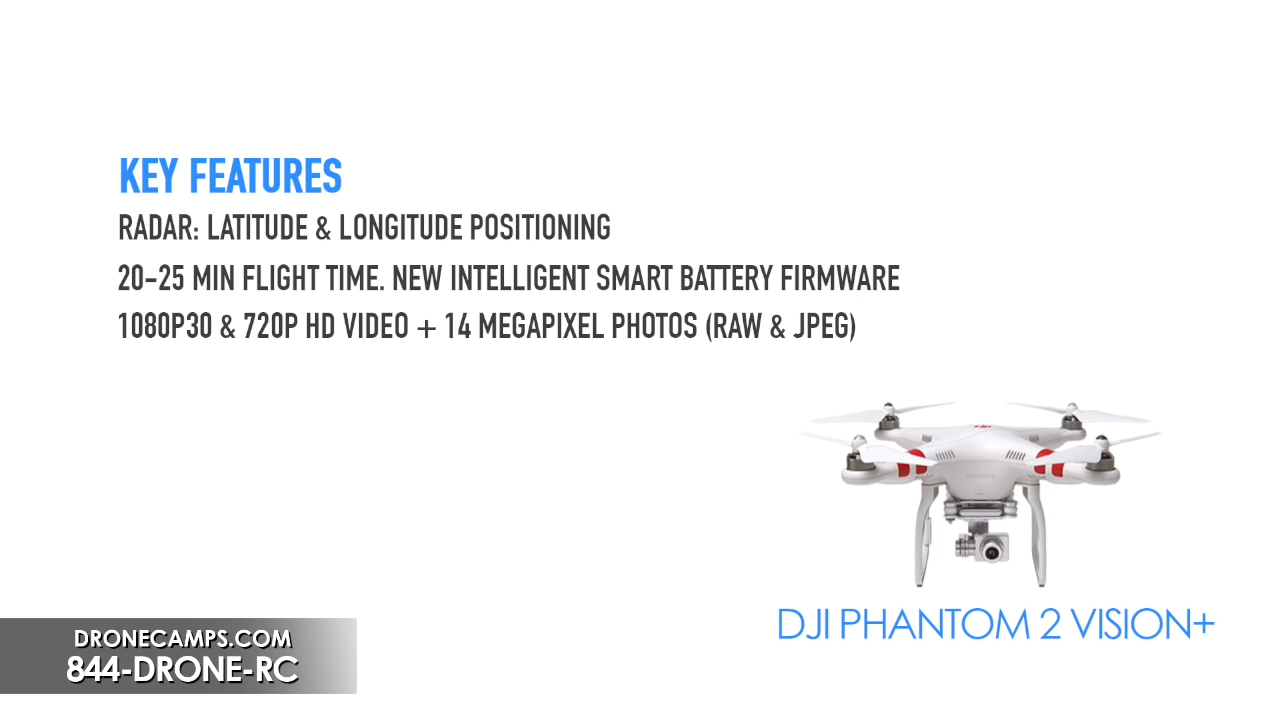 KEY FEATURES
RADAR: LATITUDE & LONGITUDE POSITIONING
20-25 MIN FLIGHT TIME. NEW INTELLIGENT SMART BATTERY FIRMWARE
1080P30 & 720P HD VIDEO + 14 MEGAPIXEL PHOTOS (RAW & JPEG)
DJI PHANTOM 2 VISION+
DRONECAMPS.COM
844-DRONE-RC